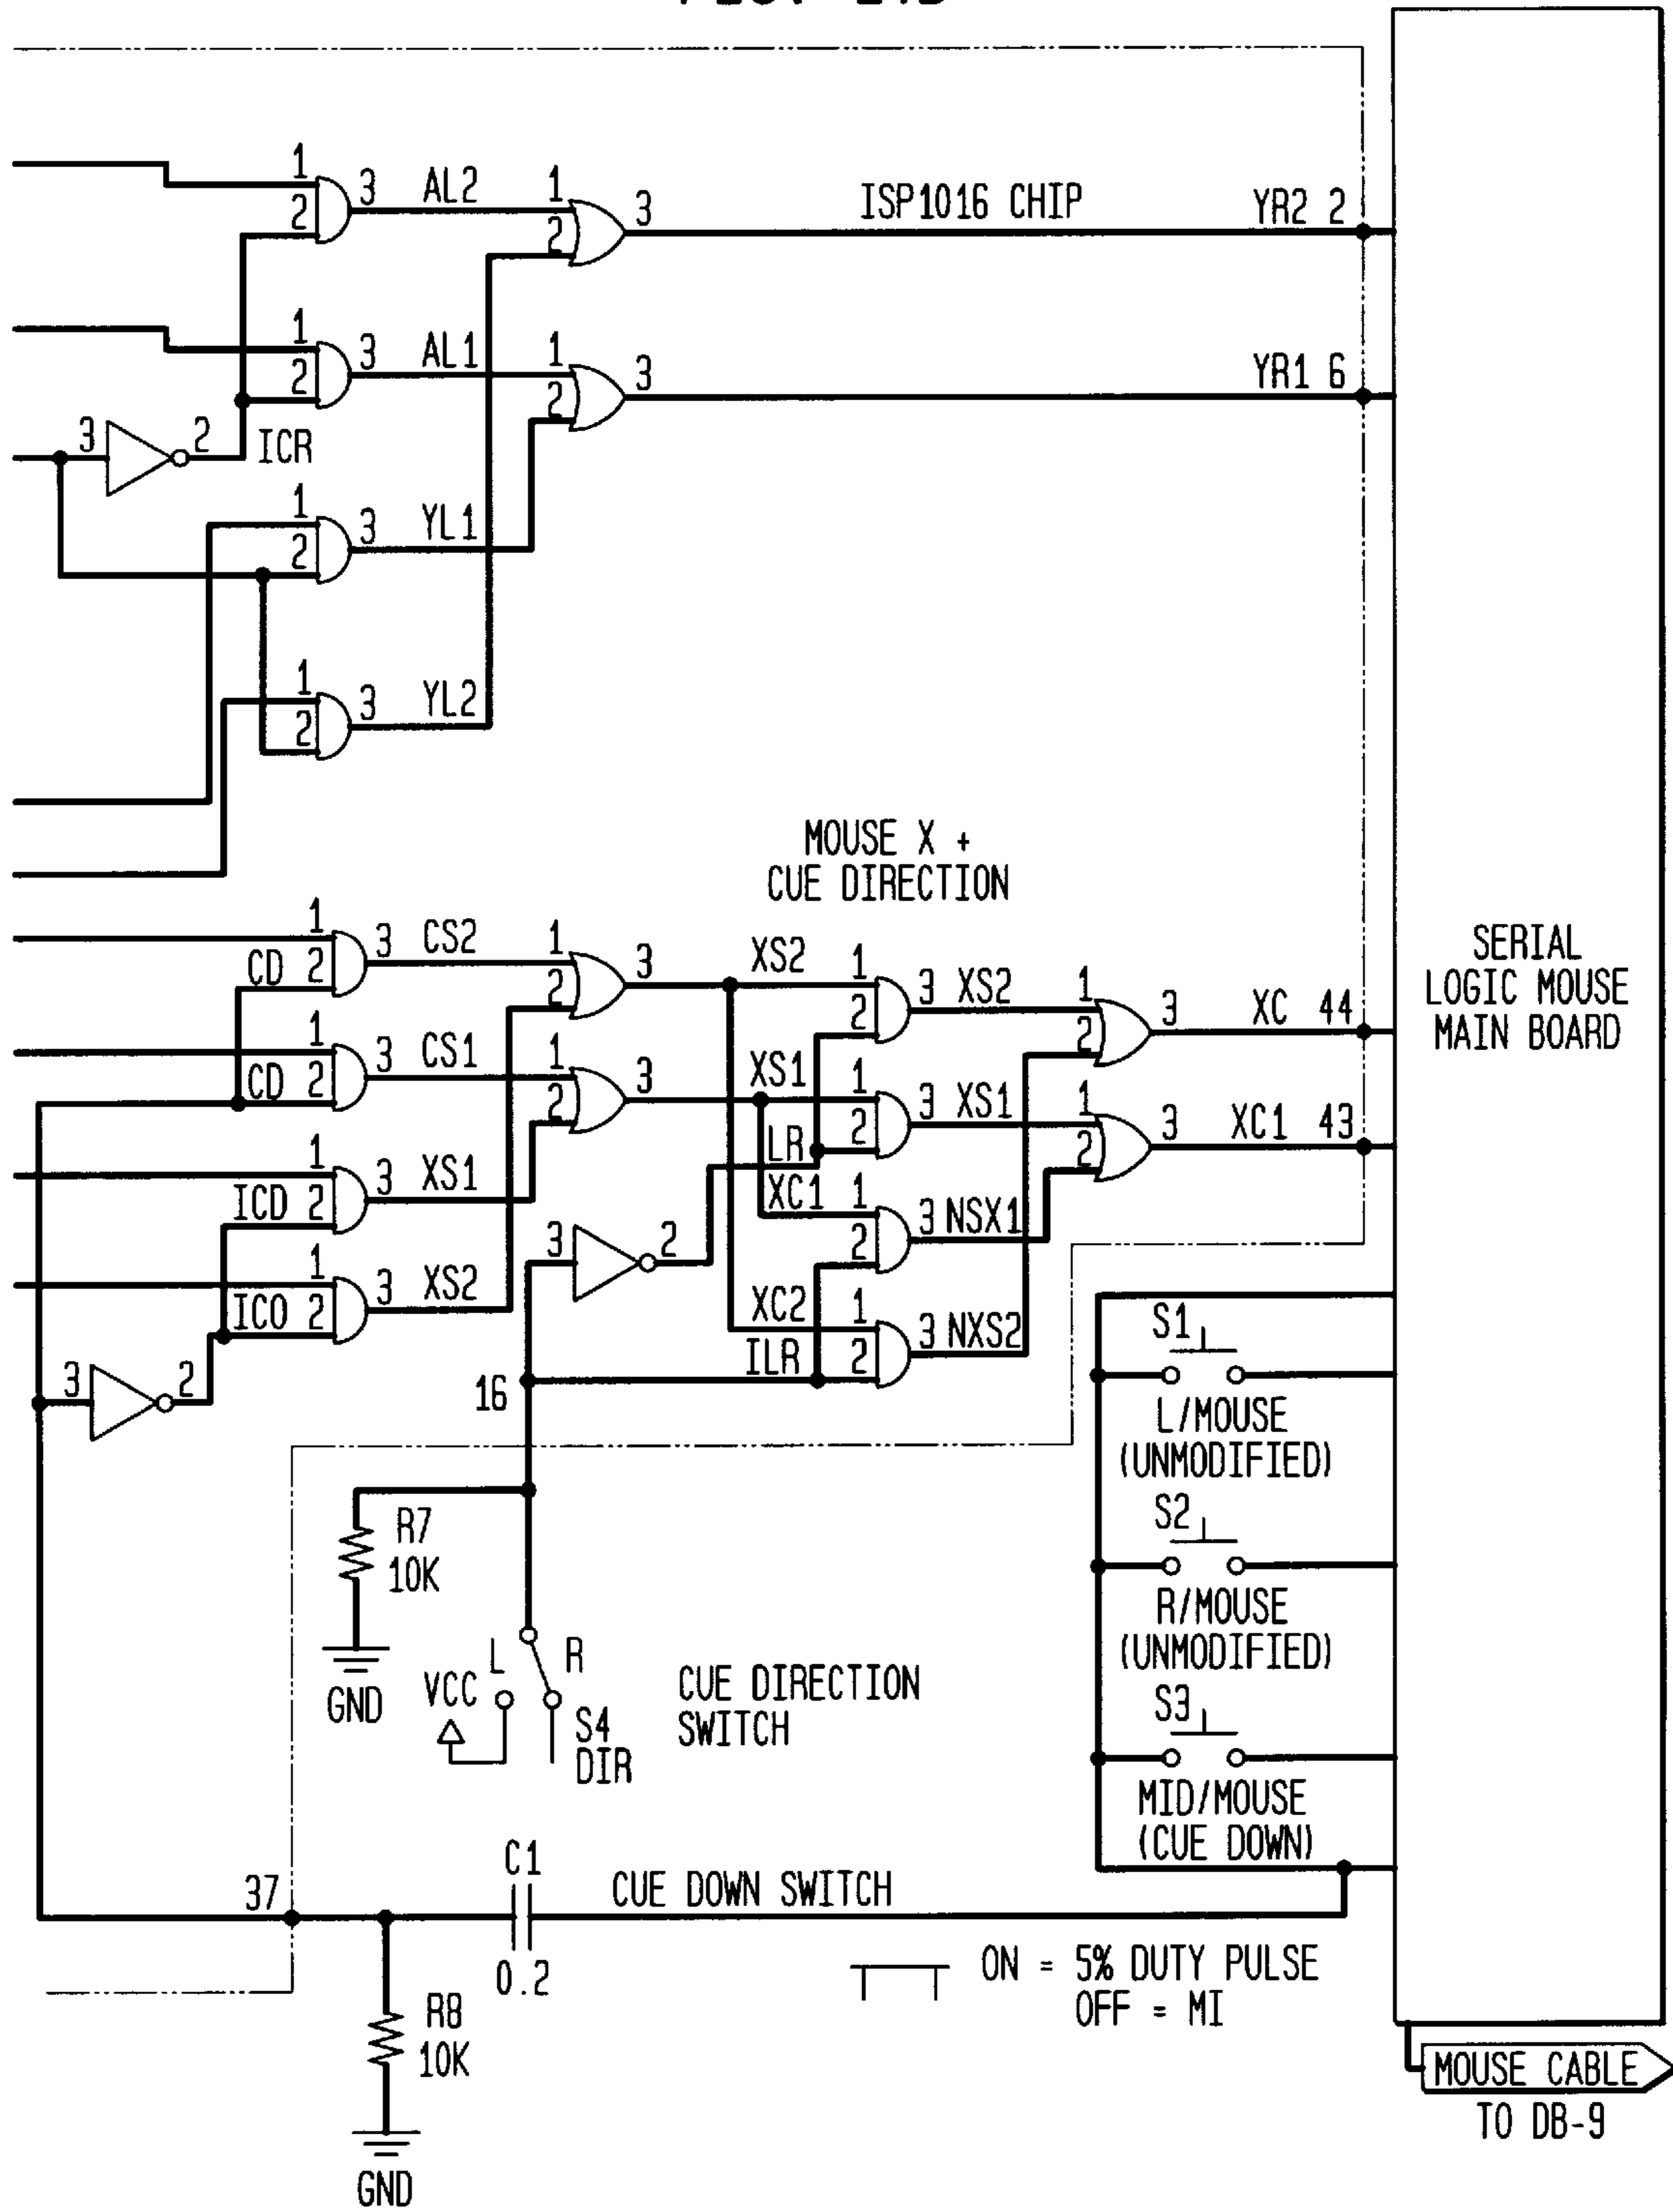 1
2
3
AL2
1
2
3
ISP1016 CHIP
YR2 2
1
2
3
AL1
1
2
3
YR1 6
3
2
ICR
1
2
3
YL1
1
2
3
YL2
MOUSE X +
CUE DIRECTION
1
CD 2
3
CS2
1
2
3
XS2
1
2
3 XS2
1
2
3
XC 44
1
CD 2
3
CS1
1
2
3
XS1
1
LR
2
3 XS1
1
2
3
XC1 43
1
ICD 2
3
XS1
XC1
1
2
3 NSX1
3
2
1
ICO 2
3
XS2
XC2
1
ILR
2
3 NXS2
3
2
16
SERIAL
LOGIC MOUSE
MAIN BOARD
S1
L/MOUSE
(UNMODIFIED)
S2
R/MOUSE
(UNMODIFIED)
S3
MID/MOUSE
(CUE DOWN)
R7
10K
GND
L
R
VCC
S4
DIR
CUE DIRECTION
SWITCH
37
C1
0.2
CUE DOWN SWITCH
R8
10K
GND
ON = 5% DUTY PULSE
OFF = MI
MOUSE CABLE
TO DB-9